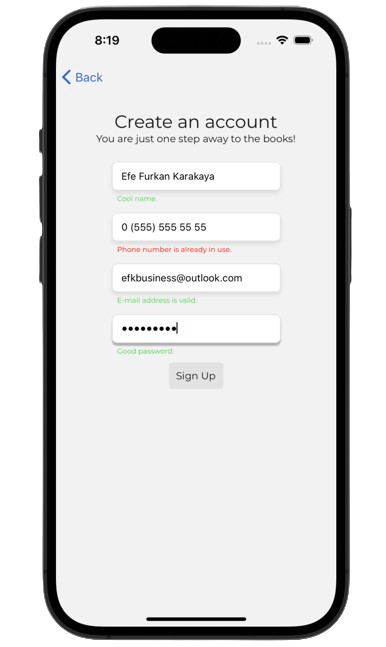 8:19
Back
Create an account
You are just one step away to the books!
Efe Furkan Karakaya
Cool name.
0 (555) 555 55 55
Phone number is already in use.
efkbusiness@outlook.com
E-mail address is valid.
•••••••••
Good password.
Sign Up